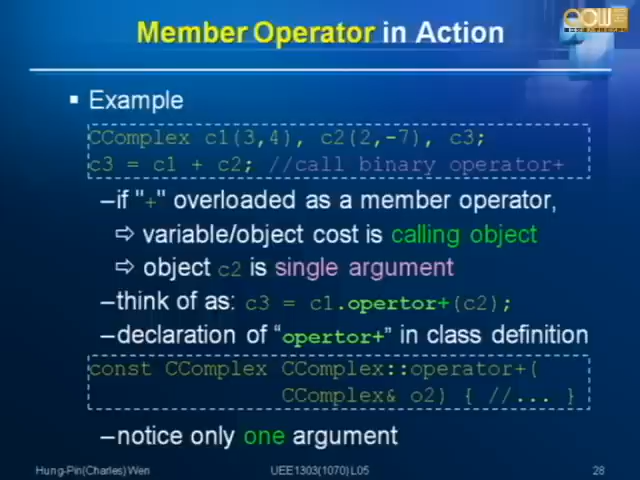 Member Operator in Action
▪ Example
CComplex c1(3,4), c2(2,-7), c3;
c3 = c1 + c2; //call binary operator+
–if "+" overloaded as a member operator,
⇨ variable/object cost is calling object
⇨ object c2 is single argument
–think of as: c3 = c1.opertor+(c2);
–declaration of “opertor+” in class definition
const CComplex CComplex::operator+(
CComplex& o2) { //... }
–notice only one argument
Hung-Pin(Charles) Wen UEE1303(1070) L05 28